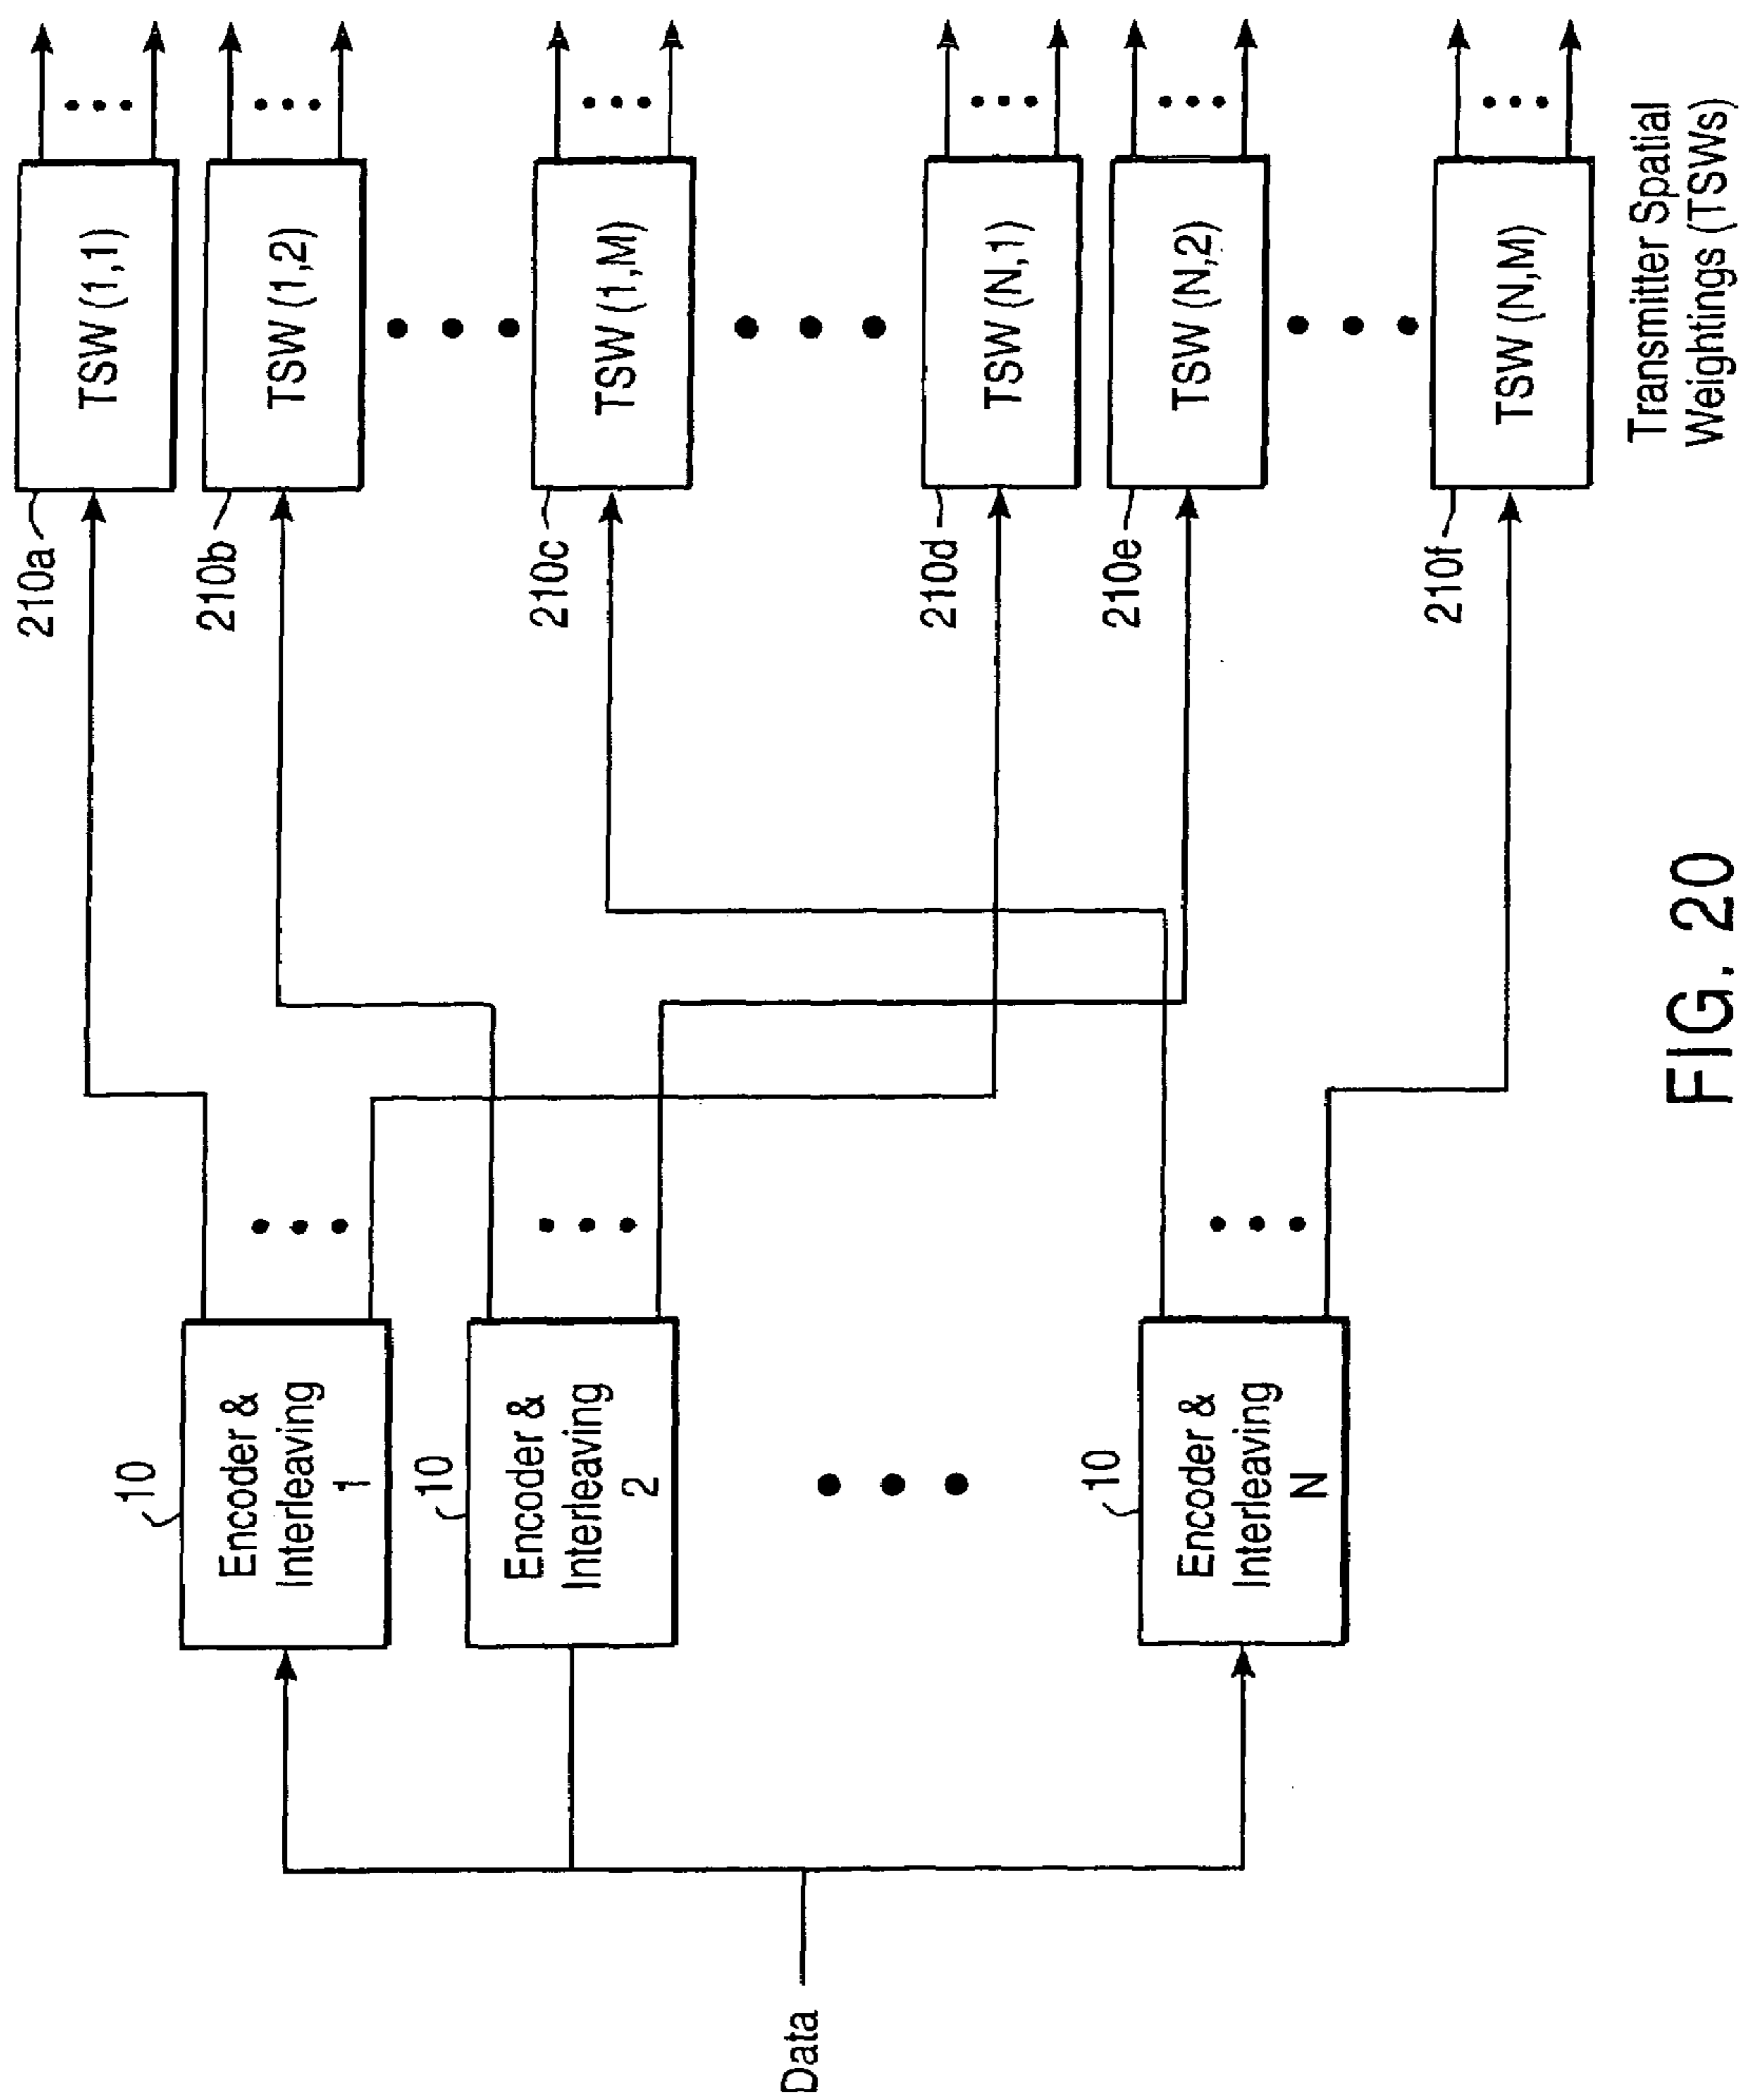 Data
10
Encoder &
Interleaving
1
10
Encoder &
Interleaving
2
10
Encoder &
Interleaving
N
210a
TSW (1,1)
210b
TSW (1,2)
210c
TSW (1,M)
210d
TSW (N,1)
210e
TSW (N,2)
210f
TSW (N,M)
Transmitter Spatial
Weightings (TSWs)
FIG. 20